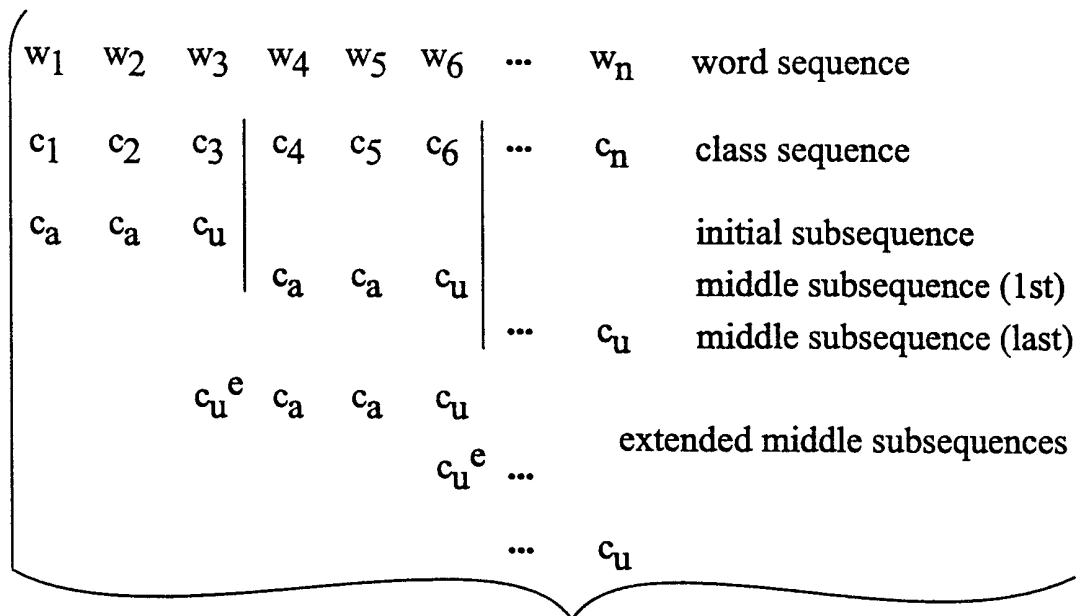 w1 w2 w3 w4 w5 w6 ... wn word sequence
c1 c2 c3 c4 c5 c6 ... cn class sequence
ca ca cu initial subsequence
ca ca cu middle subsequence (1st)
... cu middle subsequence (last)
cu^e ca ca cu
extended middle subsequences
cu^e ...
... cu